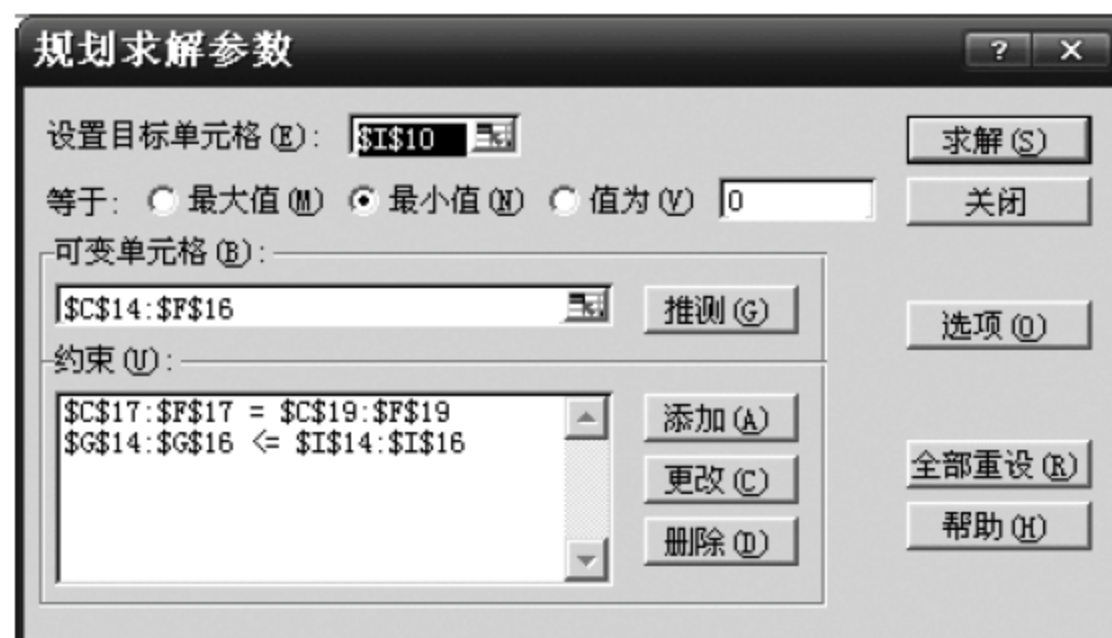 规划求解参数
? X
设置目标单元格(E): $I$10
求解(S)
等于: 最大值(M) 最小值(N) 值为(V) 0
关闭
可变单元格(B):
$C$14:$F$16
推测(G)
选项(O)
约束(U):
$C$17:$F$17 = $C$19:$F$19
$G$14:$G$16 <= $I$14:$I$16
添加(A)
更改(C)
全部重设(R)
删除(D)
帮助(H)